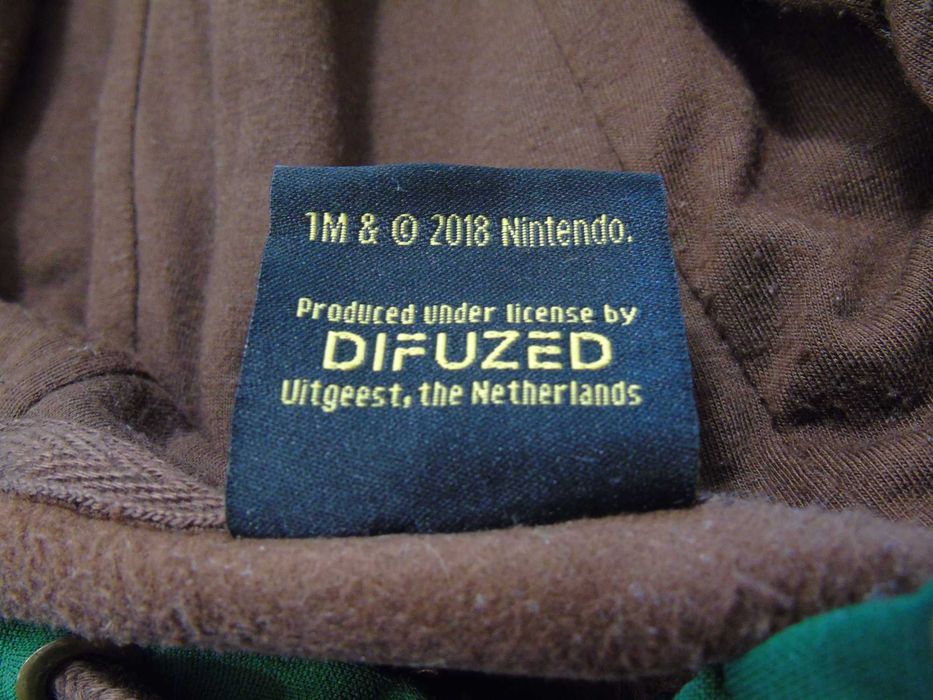 TM & © 2018 Nintendo.
Produced under license by
DIFUZED
Uitgeest, the Netherlands